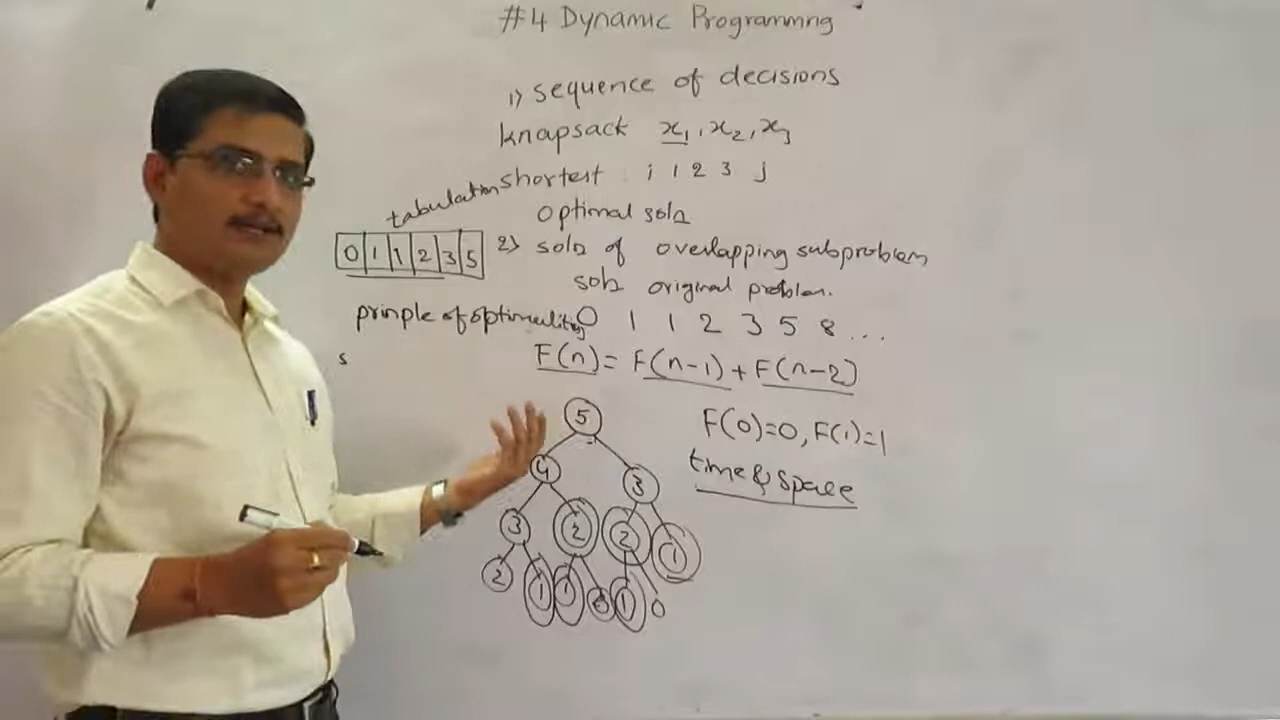 #4 Dynamic Programming
1) sequence of decisions
knapsack x1, x2, x3
shortest i 1 2 3 j
tabulation
optimal soln
0 1 1 2 3 5
2) soln of overlapping subproblem
soln original problem.
prinple of optimality
0 1 1 2 3 5 8 ...
F(n) = F(n-1) + F(n-2)
s
F(0)=0, F(1)=1
time & space
5
4 3
3 2 2 1
2 1 1 0 1 0